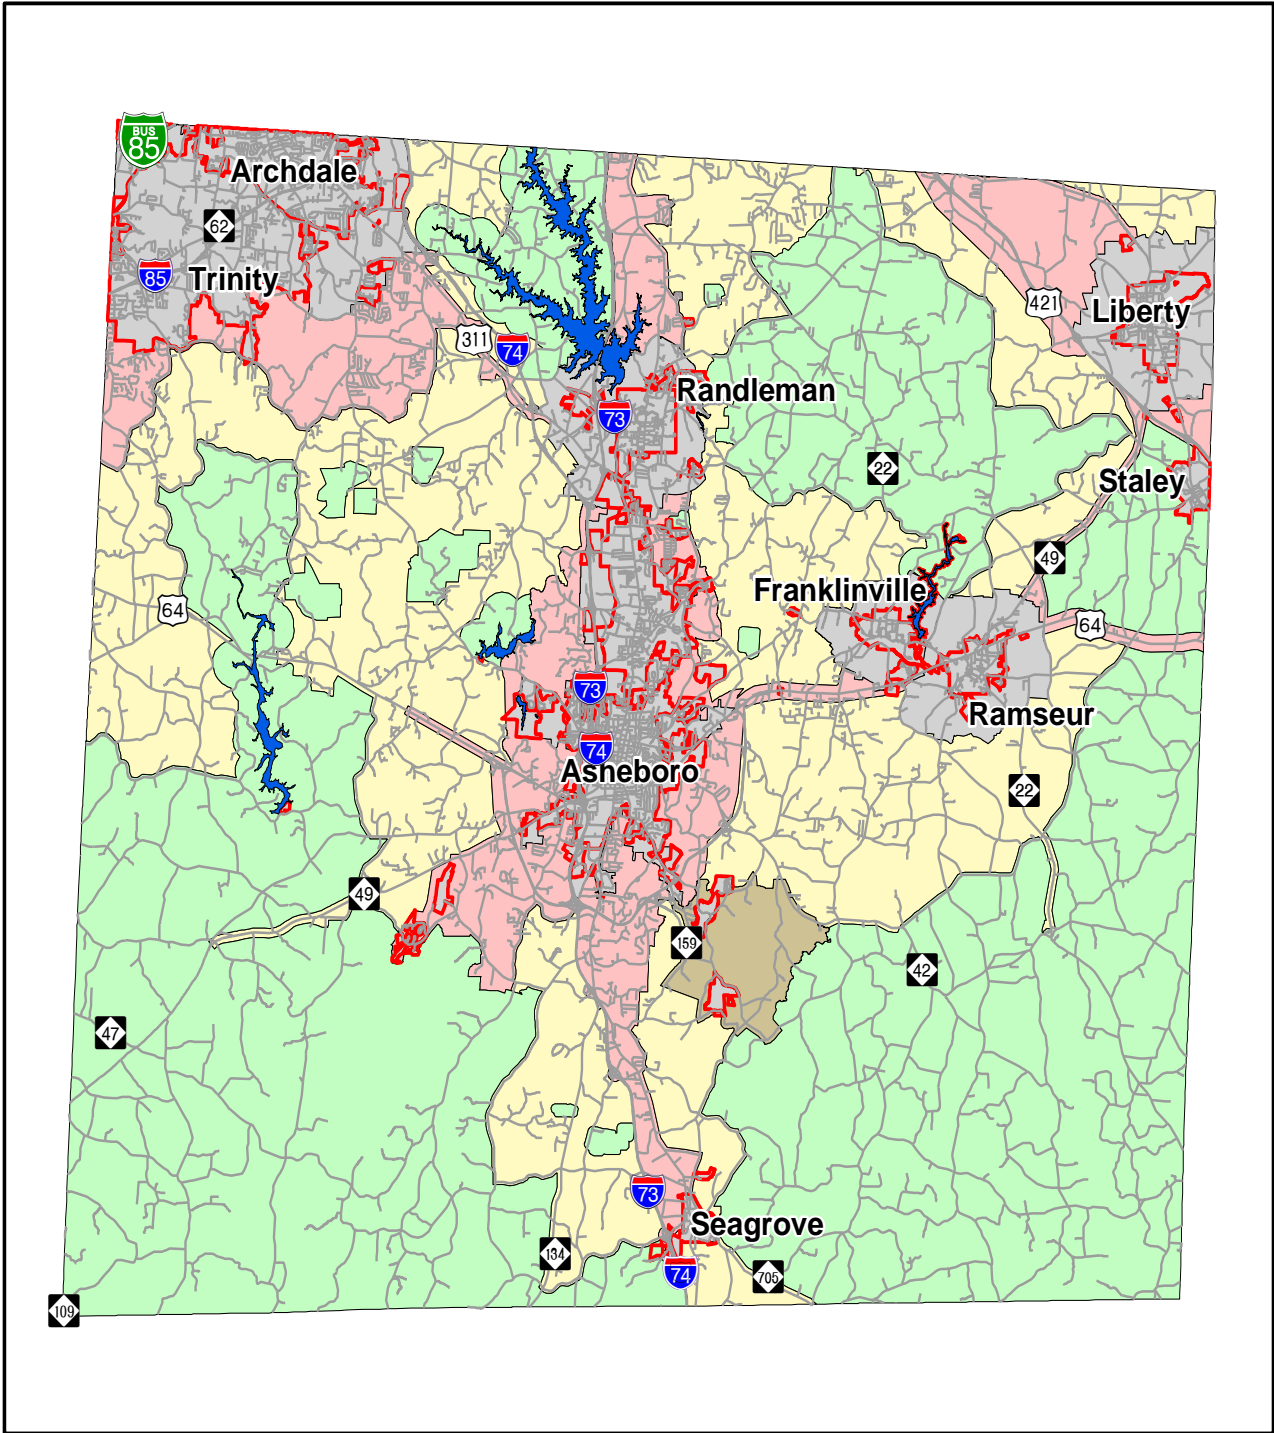 BUS
85
Archdale
62
85
Trinity
421
Liberty
311
74
Randleman
73
22
Staley
49
Franklinville
64
64
73
Ramseur
74
Asheboro
22
49
159
42
47
73
Seagrove
134
74
705
109